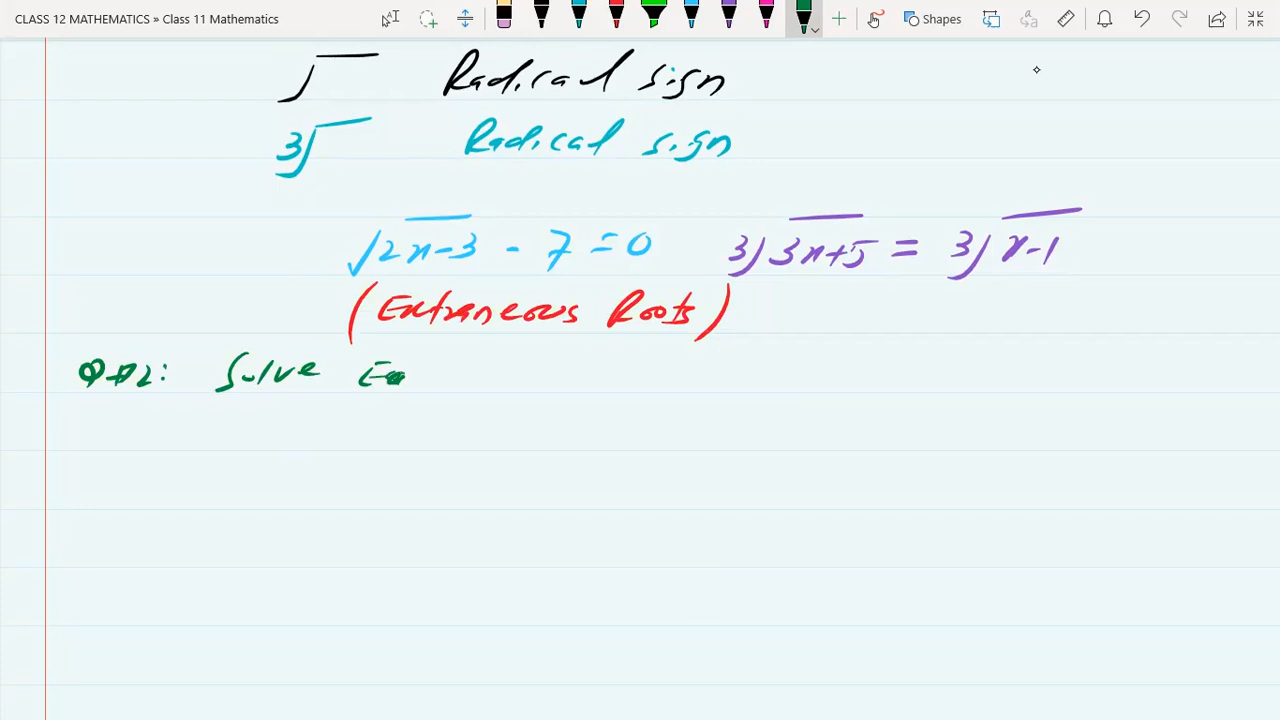 CLASS 12 MATHEMATICS » Class 11 Mathematics
Shapes
√ Radical sign
3√ Radical sign
√2x-3 - 7 = 0 3√3x+5 = 3√x-1
(Extraneous Roots)
Solve